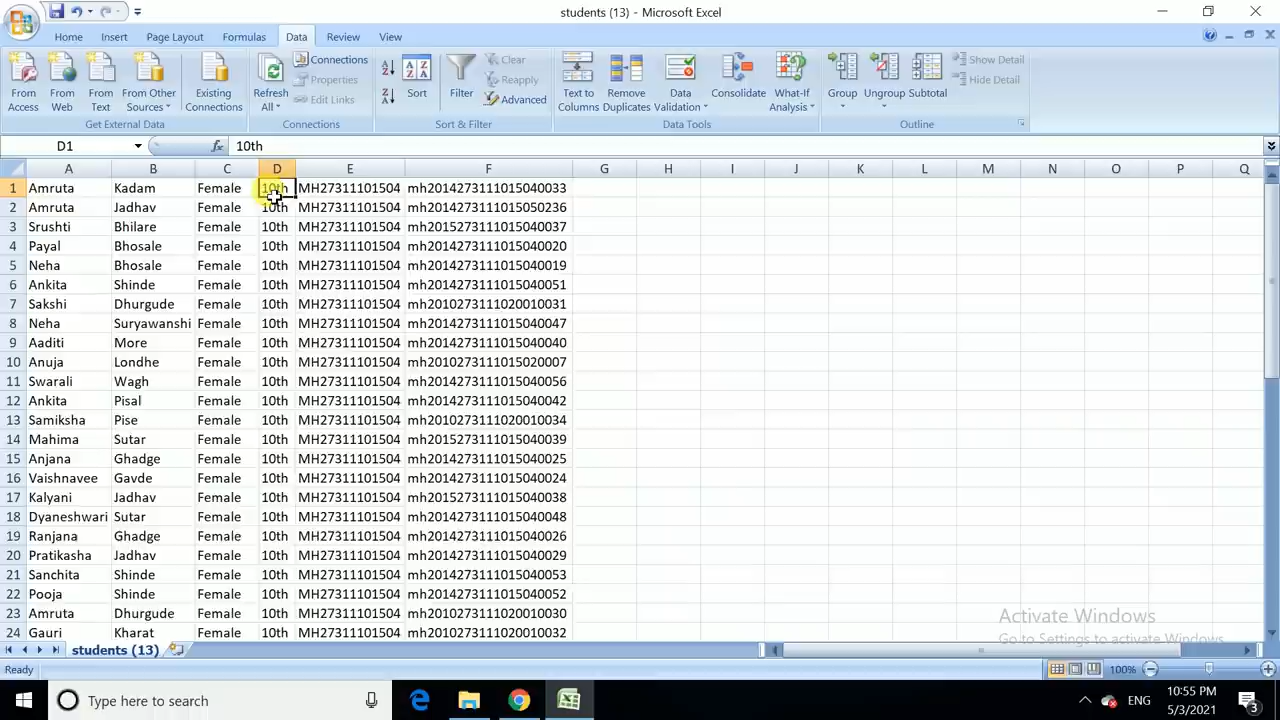 students (13) - Microsoft Excel
Home Insert Page Layout Formulas Data Review View
From Access
From Web
From Text
From Other Sources
Existing Connections
Get External Data
Refresh All
Connections
Properties
Edit Links
Connections
Sort
Filter
Clear
Reapply
Advanced
Sort & Filter
Text to Columns
Remove Duplicates
Data Validation
Consolidate
What-If Analysis
Data Tools
Group
Ungroup
Subtotal
Show Detail
Hide Detail
Outline
D1 fx 10th
A B C D E F G H I J K L M N O P Q
1 Amruta Kadam Female 10th MH27311101504 mh2014273111015040033
2 Amruta Jadhav Female 10th MH27311101504 mh2014273111015050236
3 Srushti Bhilare Female 10th MH27311101504 mh2015273111015040037
4 Payal Bhosale Female 10th MH27311101504 mh2014273111015040020
5 Neha Bhosale Female 10th MH27311101504 mh2014273111015040019
6 Ankita Shinde Female 10th MH27311101504 mh2014273111015040051
7 Sakshi Dhurgude Female 10th MH27311101504 mh2010273111020010031
8 Neha Suryawanshi Female 10th MH27311101504 mh2014273111015040047
9 Aaditi More Female 10th MH27311101504 mh2014273111015040040
10 Anuja Londhe Female 10th MH27311101504 mh2010273111015020007
11 Swarali Wagh Female 10th MH27311101504 mh2014273111015040056
12 Ankita Pisal Female 10th MH27311101504 mh2014273111015040042
13 Samiksha Pise Female 10th MH27311101504 mh2010273111020010034
14 Mahima Sutar Female 10th MH27311101504 mh2015273111015040039
15 Anjana Ghadge Female 10th MH27311101504 mh2014273111015040025
16 Vaishnavee Gavde Female 10th MH27311101504 mh2014273111015040024
17 Kalyani Jadhav Female 10th MH27311101504 mh2015273111015040038
18 Dyaneshwari Sutar Female 10th MH27311101504 mh2014273111015040048
19 Ranjana Ghadge Female 10th MH27311101504 mh2014273111015040026
20 Pratikasha Jadhav Female 10th MH27311101504 mh2014273111015040029
21 Sanchita Shinde Female 10th MH27311101504 mh2014273111015040053
22 Pooja Shinde Female 10th MH27311101504 mh2014273111015040052
23 Amruta Dhurgude Female 10th MH27311101504 mh2010273111020010030
24 Gauri Kharat Female 10th MH27311101504 mh2010273111020010032
Activate Windows
Go to Settings to activate Windows.
students (13)
Ready 100%
Type here to search
ENG
10:55 PM
5/3/2021
3